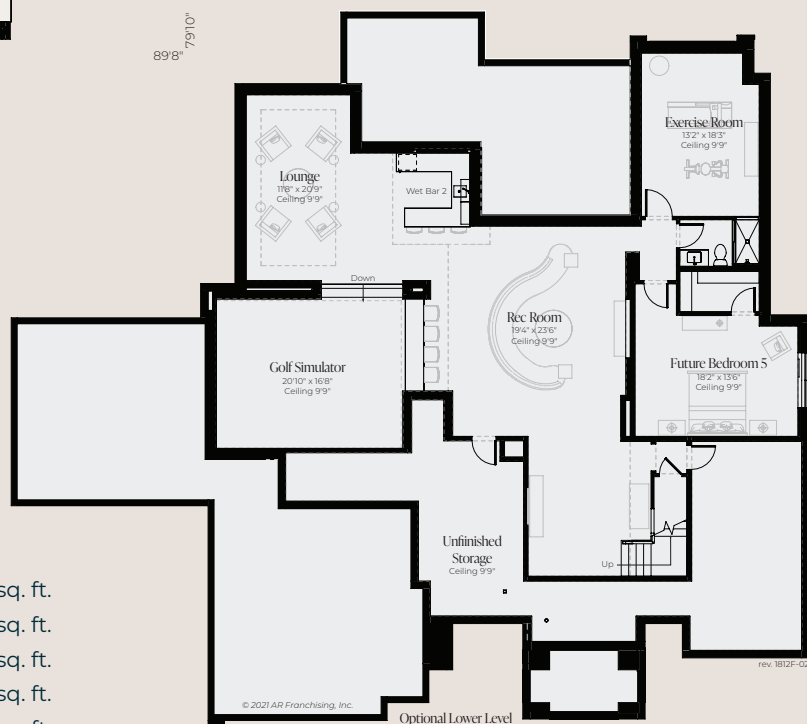 79'10"
89'8"
Exercise Room
13'2" x 18'3"
Ceiling 9'9"
Lounge
11'8" x 20'9"
Ceiling 9'9"
Wet Bar 2
Down
Rec Room
19'4" x 23'6"
Ceiling 9'9"
Golf Simulator
20'10" x 16'8"
Ceiling 9'9"
Future Bedroom 5
18'2" x 13'6"
Ceiling 9'9"
Unfiinished
Storage
Ceiling 9'9"
Up
sq. ft.
sq. ft.
sq. ft.
sq. ft.
rev. 1812F-02
© 2021 AR Franchising, Inc.
Optional Lower Level